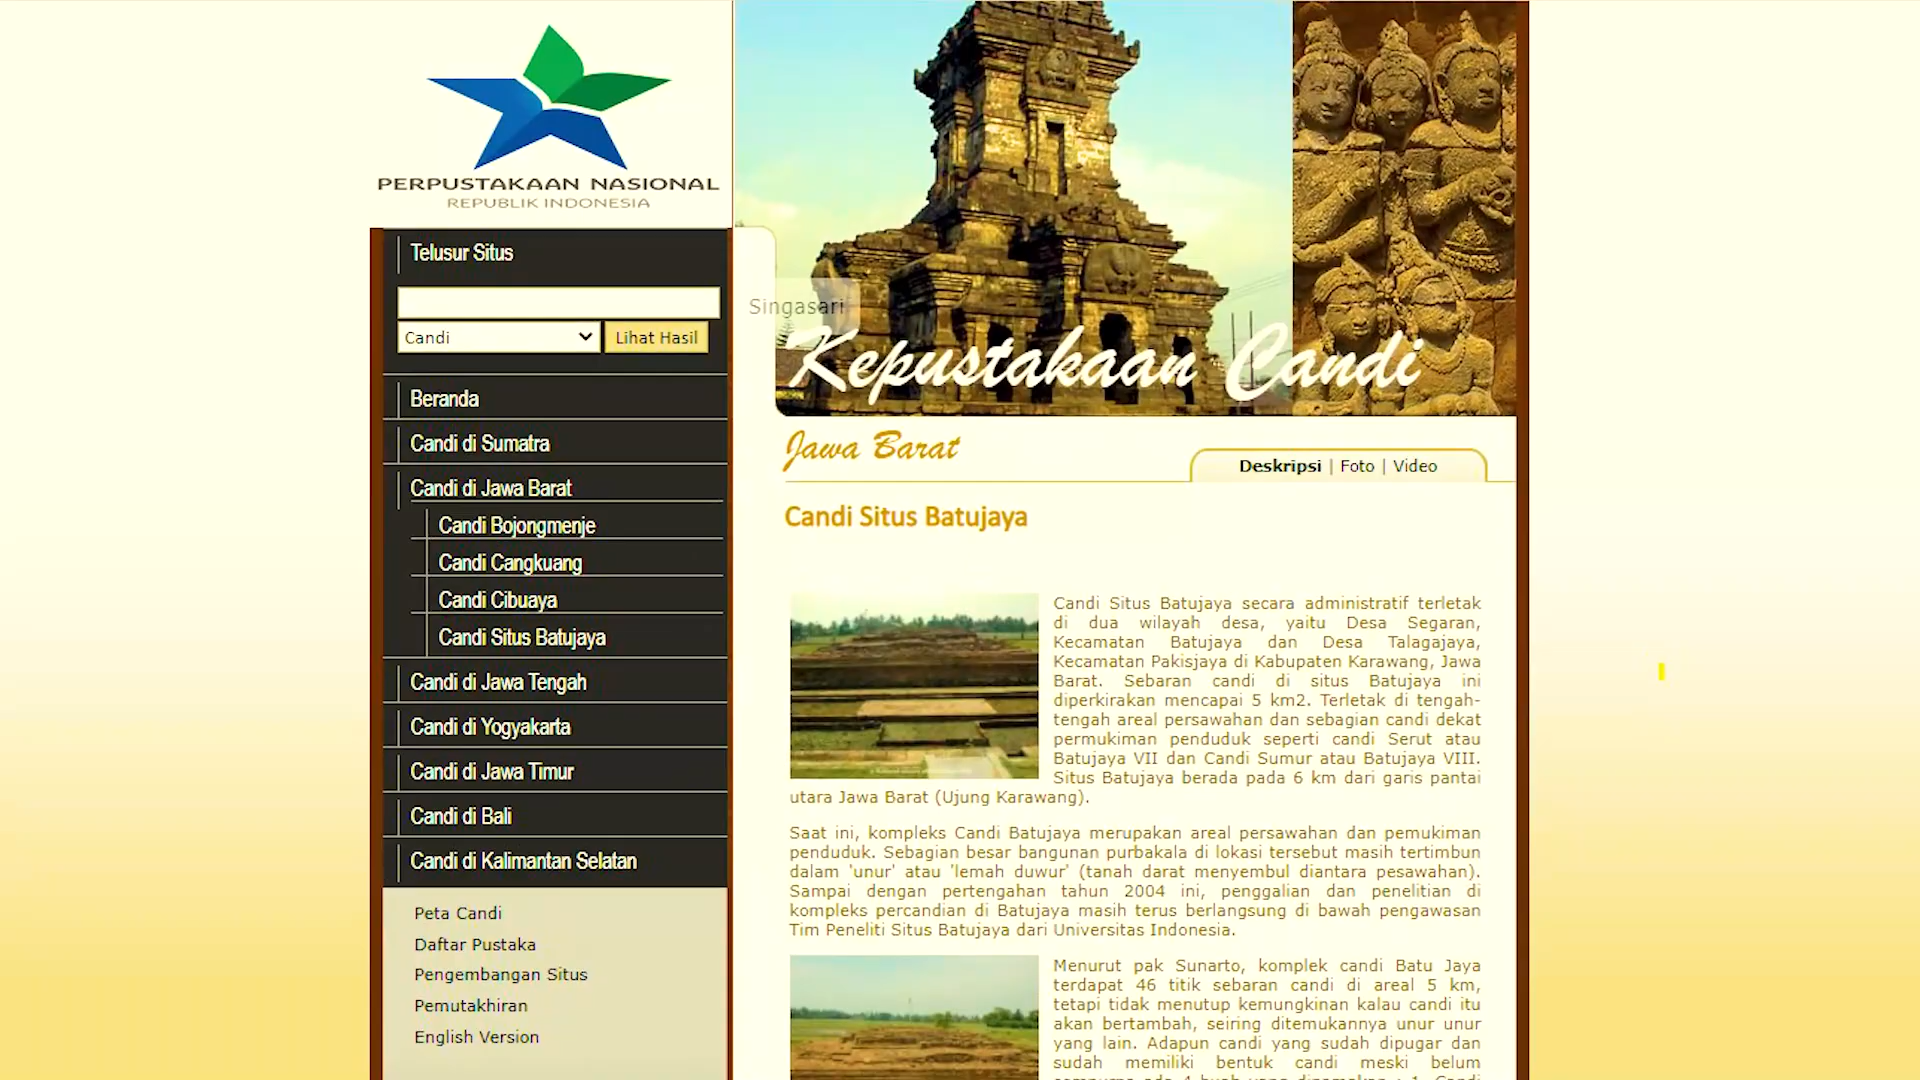 PERPUSTAKAAN NASIONAL
REPUBLIK INDONESIA
Telusur Situs
Candi
Lihat Hasil
Beranda
Candi di Sumatra
Candi di Jawa Barat
Candi Bojongmenje
Candi Cangkuang
Candi Cibuaya
Candi Situs Batujaya
Candi di Jawa Tengah
Candi di Yogyakarta
Candi di Jawa Timur
Candi di Bali
Candi di Kalimantan Selatan
Peta Candi
Daftar Pustaka
Pengembangan Situs
Pemutakhiran
English Version
Singasari
Kepustakaan Candi
Jawa Barat
Deskripsi | Foto | Video
Candi Situs Batujaya
Candi Situs Batujaya secara administratif terletak
di dua wilayah desa, yaitu Desa Segaran,
Kecamatan Batujaya dan Desa Talagajaya,
Kecamatan Pakisjaya di Kabupaten Karawang, Jawa
Barat. Sebaran candi di situs Batujaya ini
diperkirakan mencapai 5 km2. Terletak di tengah-
tengah areal persawahan dan sebagian candi dekat
permukiman penduduk seperti candi Serut atau
Batujaya VII dan Candi Sumur atau Batujaya VIII.
Situs Batujaya berada pada 6 km dari garis pantai
utara Jawa Barat (Ujung Karawang).
Saat ini, kompleks Candi Batujaya merupakan areal persawahan dan pemukiman
penduduk. Sebagian besar bangunan purbakala di lokasi tersebut masih tertimbun
dalam 'unur' atau 'lemah duwur' (tanah darat menyembul diantara pesawahan).
Sampai dengan pertengahan tahun 2004 ini, penggalian dan penelitian di
kompleks percandian di Batujaya masih terus berlangsung di bawah pengawasan
Tim Peneliti Situs Batujaya dari Universitas Indonesia.
Menurut pak Sunarto, komplek candi Batu Jaya
terdapat 46 titik sebaran candi di areal 5 km,
tetapi tidak menutup kemungkinan kalau candi itu
akan bertambah, seiring ditemukannya unur unur
yang lain. Adapun candi yang sudah dipugar dan
sudah memiliki bentuk candi meski belum